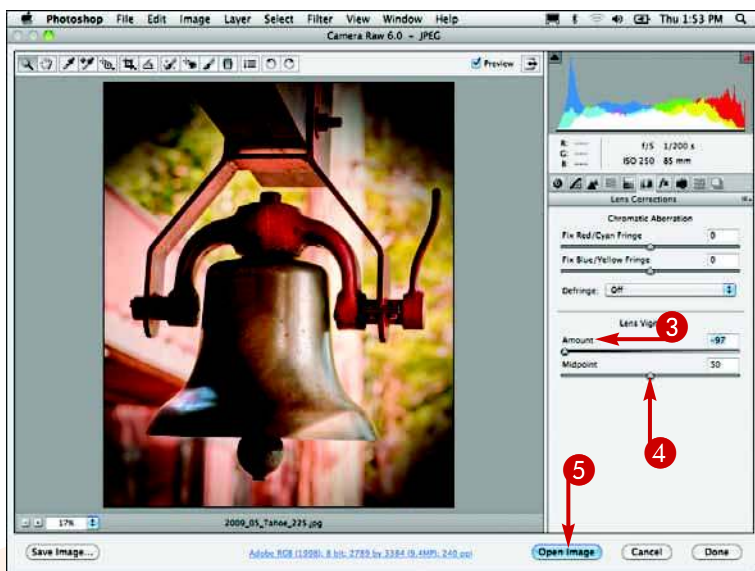 Photoshop File Edit Image Layer Select Filter View Window Help Thu 1:53 PM
Camera Raw 6.0 - JPEG
Preview
R: ---
G: ---
B: ---
f/5 1/200 s
ISO 250 85 mm
Lens Corrections
Chromatic Aberration
Fix Red/Cyan Fringe 0
Fix Blue/Yellow Fringe 0
Defringe: Off
Lens
Amount -97
3
Midpoint 50
4
5
17% 2009_05_Tahoe_225.jpg
Save Image... Adobe RGB (1998); 8 bit; 2789 by 3384 (9.4MP); 240 ppi Open Image Cancel Done